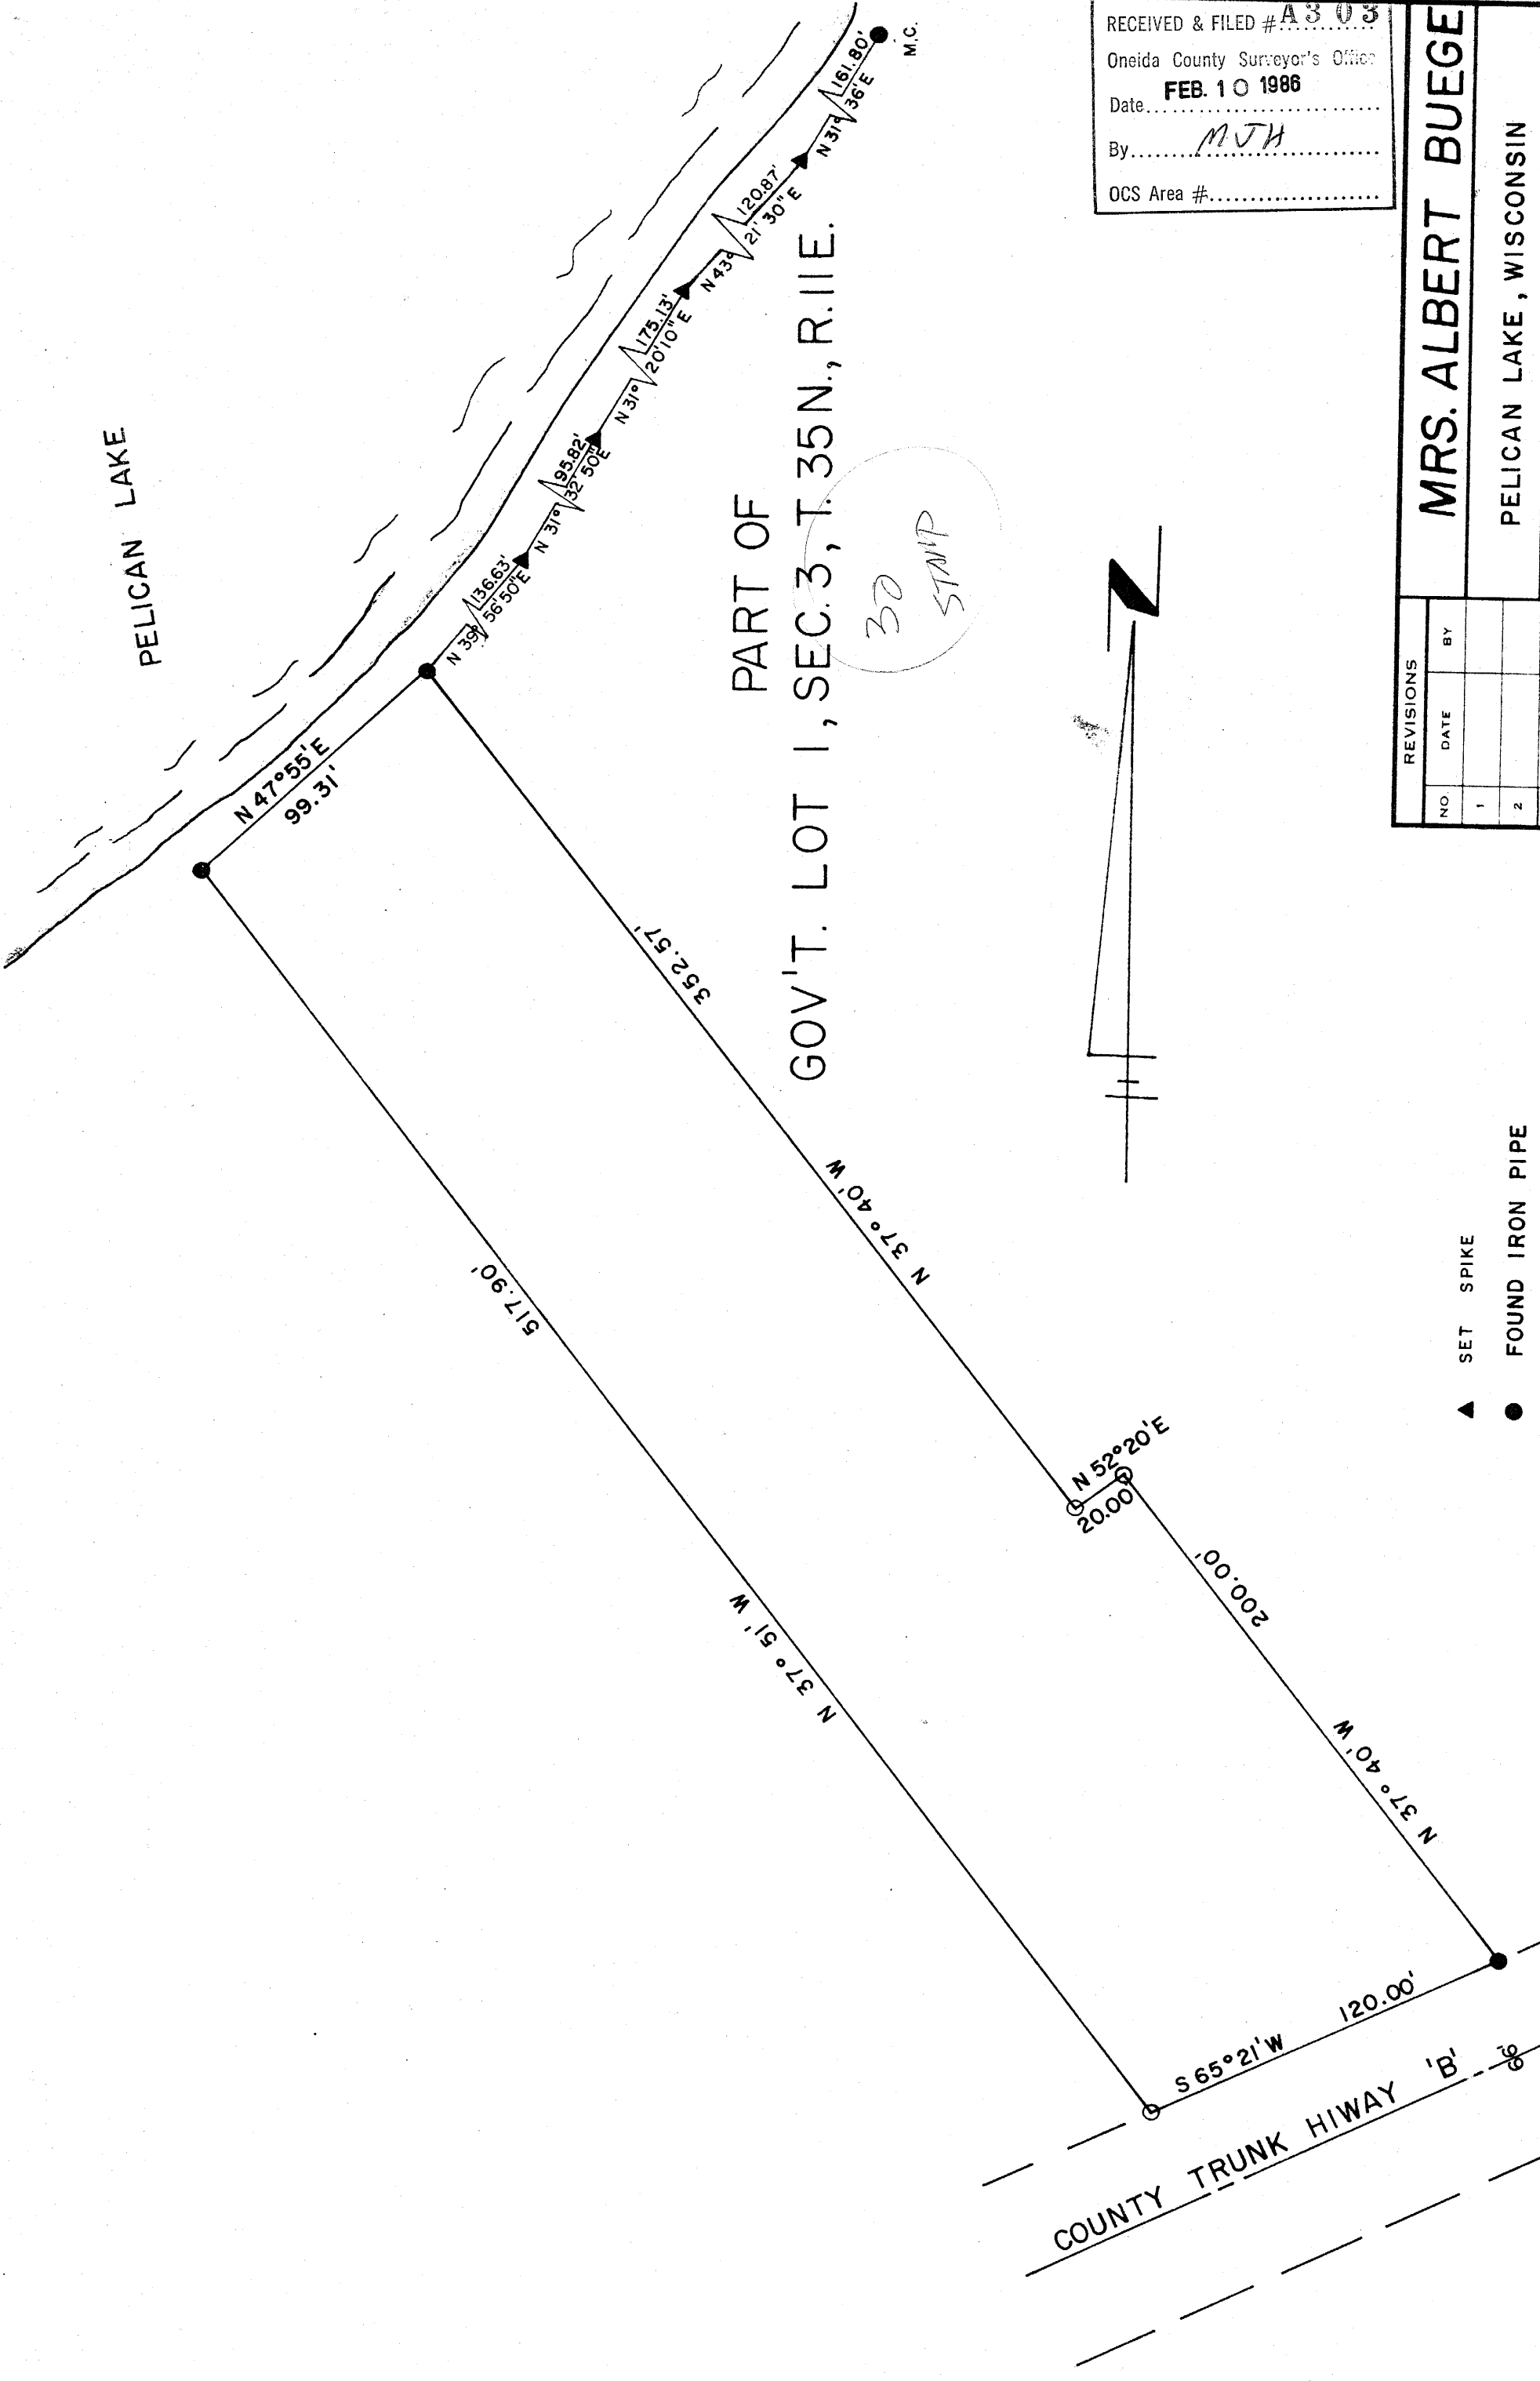 PELICAN LAKE
N 47°55'E
99.31'
N 39°
136.63'
56'50"E
N 31°
95.82'
32'50"E
N 31°
175.13'
20'10"E
N 43°
120.87'
21'30"E
N 31°
161.80'
36'E
M.C.
PART OF
GOV'T. LOT 1, SEC. 3, T. 35 N., R. 11 E.
30
STMP
352.57'
N 37° 40' W
517.90'
N 37° 51' W
N 52°20'E
20.00'
200.00'
N 37° 40' W
S 65°21'W
120.00'
COUNTY TRUNK HIWAY 'B'
66'
N
▲ SET SPIKE
● FOUND IRON PIPE
RECEIVED & FILED # A303
Oneida County Surveyor's Office
Date FEB. 10 1986
By MJH
OCS Area #
REVISIONS
NO. DATE BY
1
2
MRS. ALBERT BUEGE
PELICAN LAKE, WISCONSIN